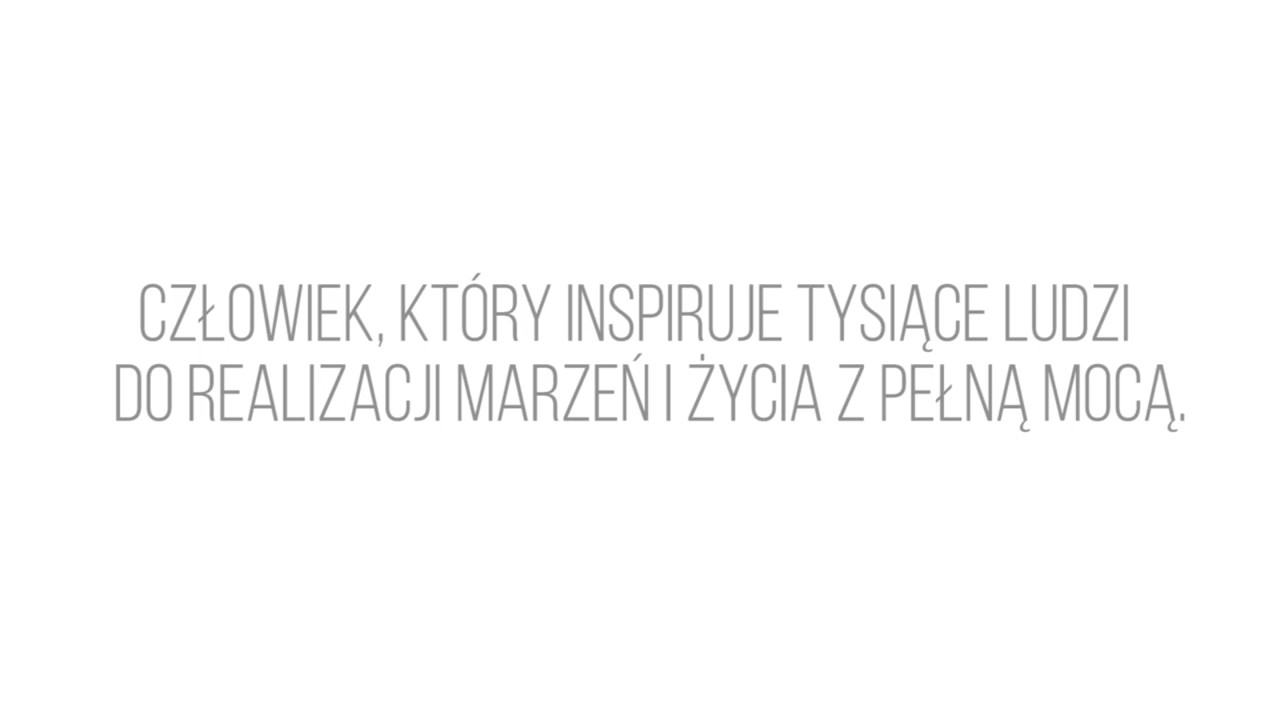 CZŁOWIEK, KTÓRY INSPIRUJE TYSIĄCE LUDZI
DO REALIZACJI MARZEŃ I ŻYCIA Z PEŁNĄ MOCĄ.